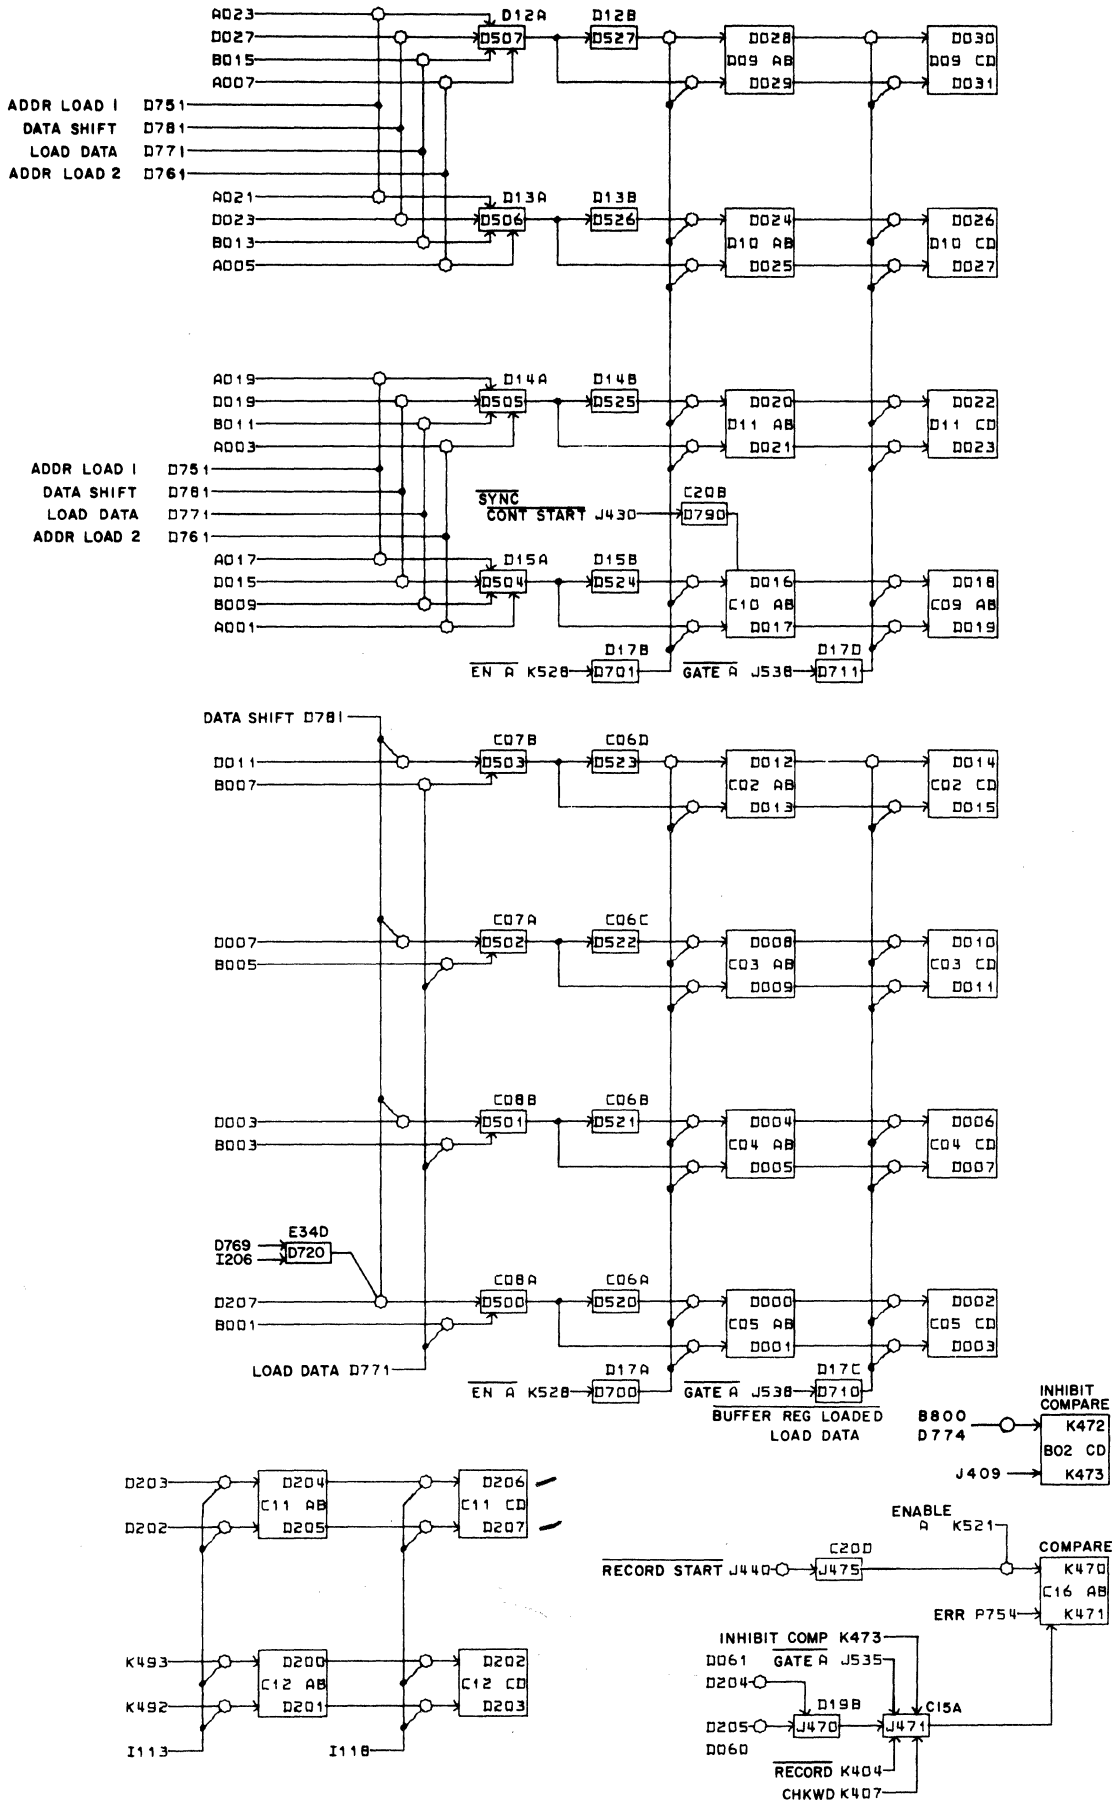 A023
D12A D12B
D027 D507 D527 D028 D030
B015 D09 AB D09 CD
A007 D029 D031
ADDR LOAD 1 D751
DATA SHIFT D781
LOAD DATA D771
ADDR LOAD 2 D761
A021 D13A D13B
D023 D506 D526 D024 D026
B013 D10 AB D10 CD
A005 D025 D027
A019 D14A D14B
D019 D505 D525 D020 D022
B011 D11 AB D11 CD
A003 D021 D023
ADDR LOAD 1 D751
DATA SHIFT D781
LOAD DATA D771
ADDR LOAD 2 D761
SYNC C20B
CONT START J430 D790
A017 D15A D15B
D015 D504 D524 D016 D018
B009 C10 AB C09 AB
A001 D017 D019
D17B D17D
EN A K528 D701 GATE A J538 D711
DATA SHIFT D781
C07B C06D
D011 D503 D523 D012 D014
B007 C02 AB C02 CD
D013 D015
C07A C06C
D007 D502 D522 D008 D010
B005 C03 AB C03 CD
D009 D011
C08B C06B
D003 D501 D521 D004 D006
B003 C04 AB C04 CD
D005 D007
E34D
D769
I206 D720
C08A C06A
D207 D500 D520 D000 D002
B001 C05 AB C05 CD
D001 D003
LOAD DATA D771
D17A D17C
EN A K528 D700 GATE A J538 D710
BUFFER REG LOADED
LOAD DATA
INHIBIT
COMPARE
B800 K472
D774
B02 CD
J409 K473
D203 D204 D206
C11 AB C11 CD
D202 D205 D207
K493 D200 D202
C12 AB C12 CD
K492 D201 D203
I113 I118
ENABLE
A K521
C20D COMPARE
RECORD START J440 J475 K470
C16 AB
ERR P754 K471
INHIBIT COMP K473
D061 GATE A J535
D204
D19B C15A
D205 J470 J471
D060
RECORD K404
CHKWD K407